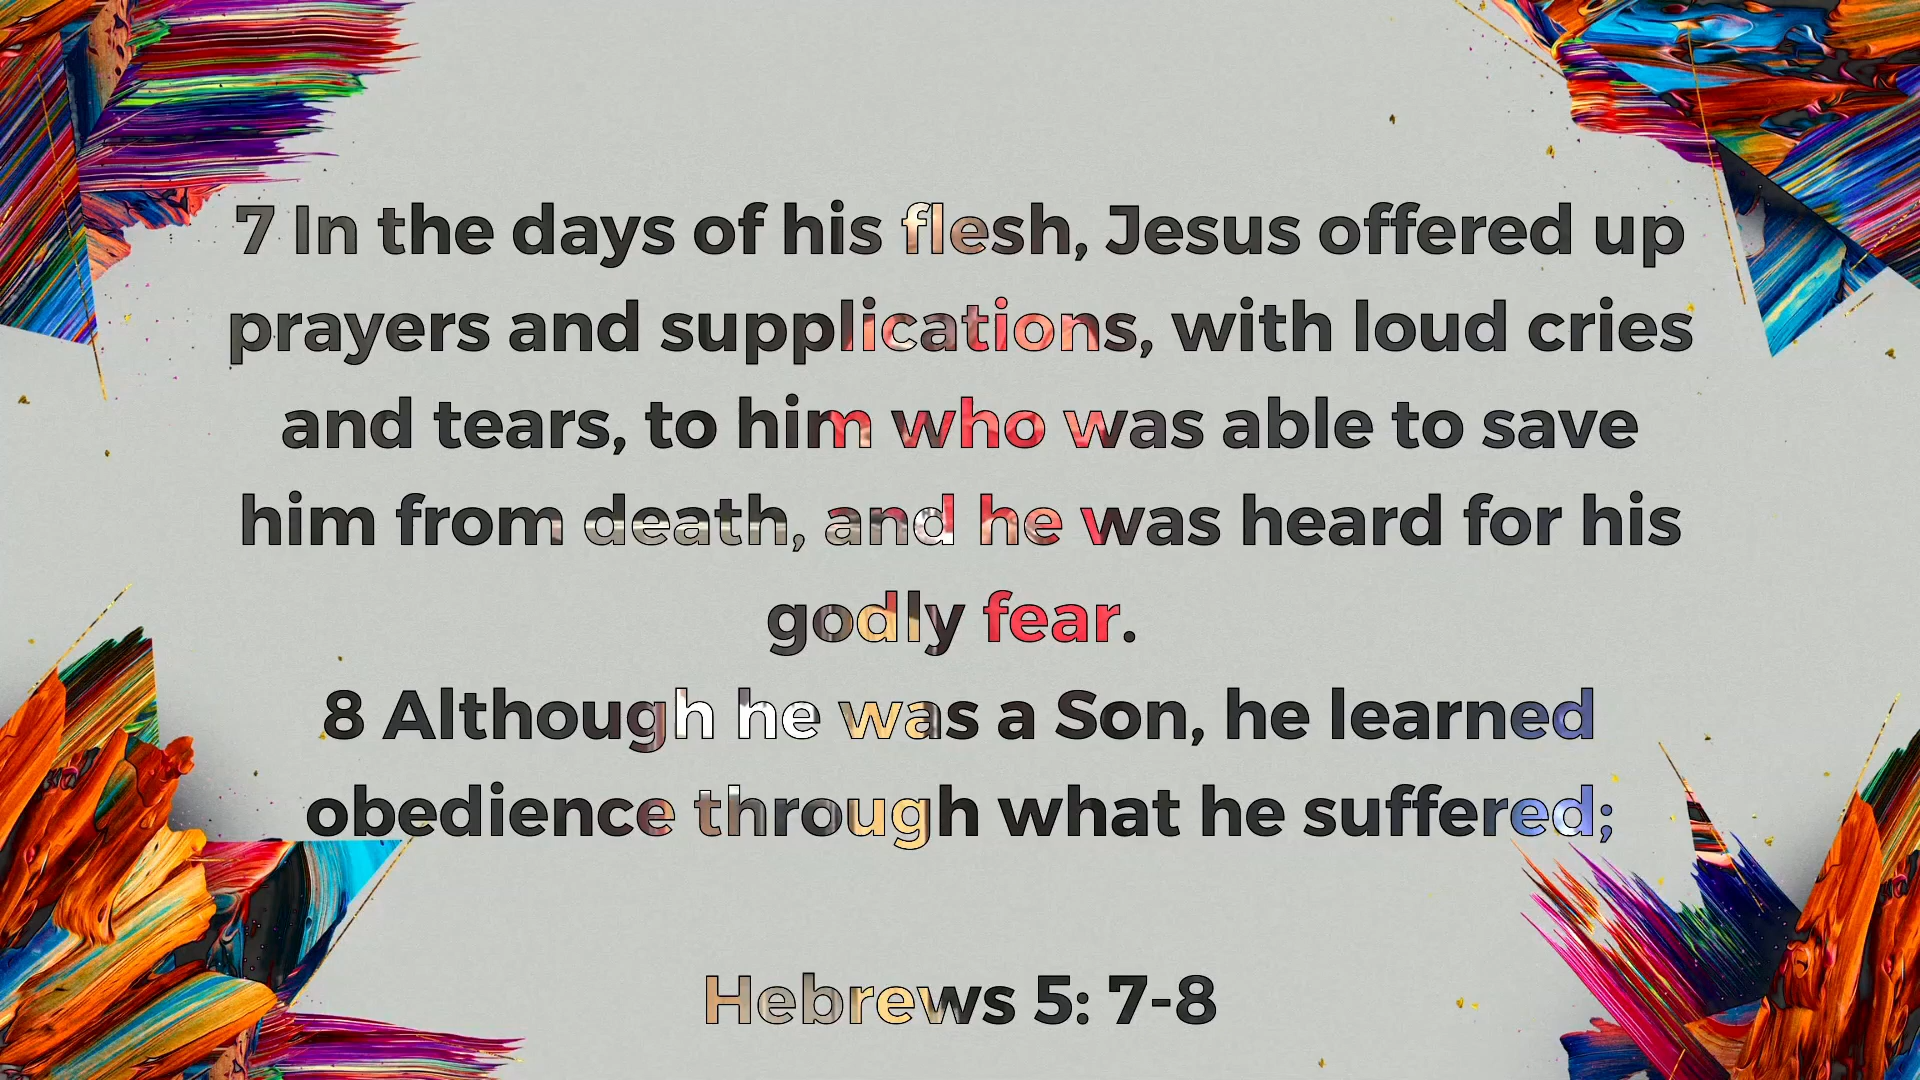 7 In the days of his flesh, Jesus offered up
prayers and supplications, with loud cries
and tears, to him who was able to save
him from death, and he was heard for his
godly fear.
8 Although he was a Son, he learned
obedience through what he suffered;
Hebrews 5: 7-8